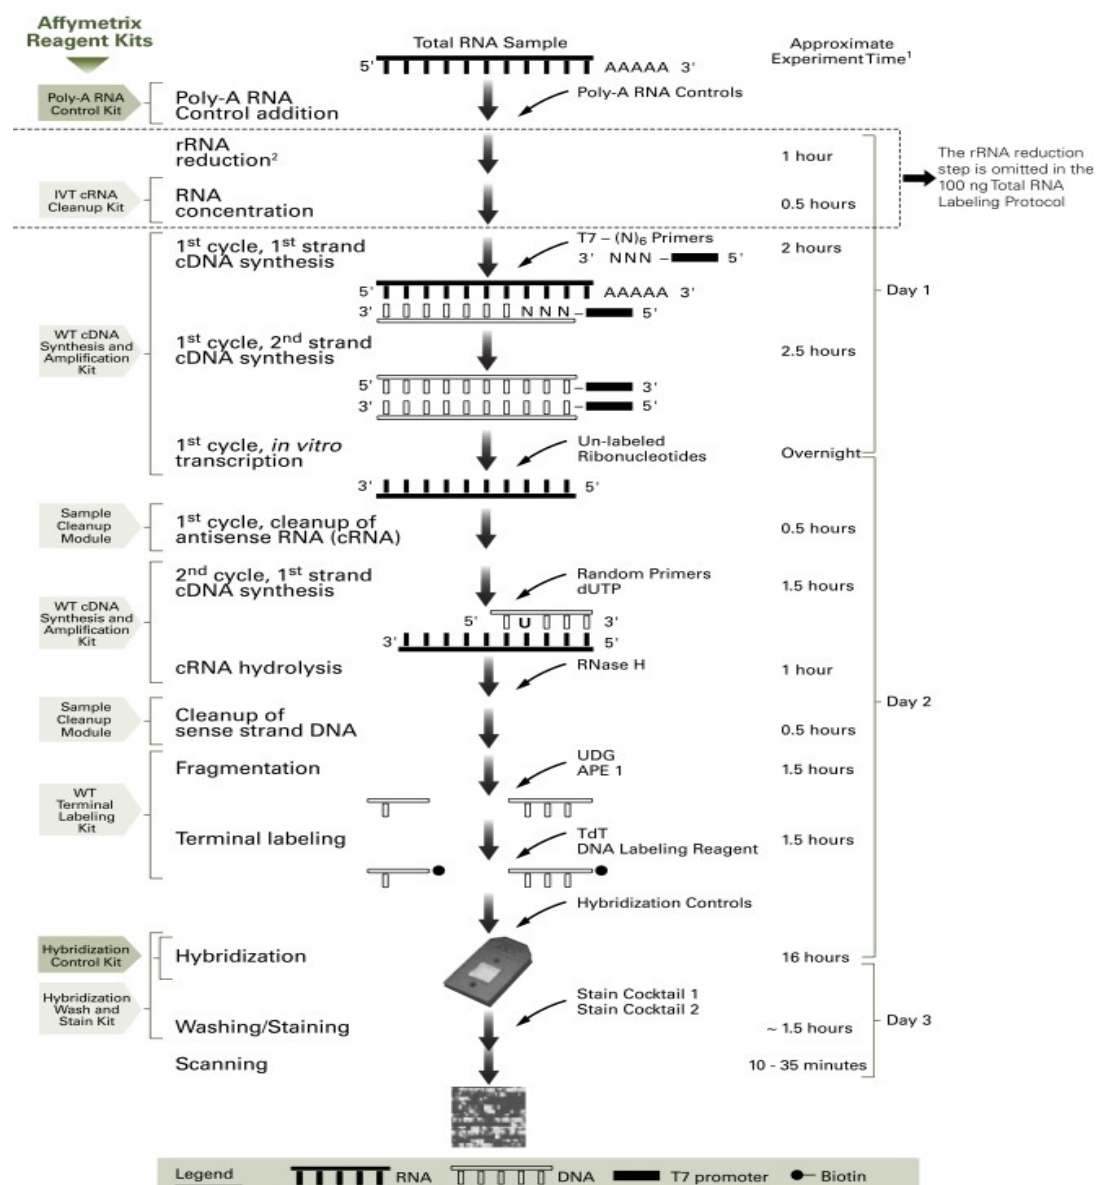 Affymetrix
Reagent Kits
Total RNA Sample
Approximate
Experiment Time¹
5' AAAAA 3'
Poly-A RNA
Control Kit
Poly-A RNA
Control addition
Poly-A RNA Controls
rRNA
reduction²
1 hour
The rRNA reduction
step is omitted in the
100 ng Total RNA
Labeling Protocol
IVT cRNA
Cleanup Kit
RNA
concentration
0.5 hours
1st cycle, 1st strand
cDNA synthesis
T7 – (N)6 Primers
3' NNN – 5'
2 hours
5' AAAAA 3'
3' N N N – 5'
Day 1
WT cDNA
Synthesis and
Amplification
Kit
1st cycle, 2nd strand
cDNA synthesis
2.5 hours
5' – 3'
3' – 5'
1st cycle, in vitro
transcription
Un-labeled
Ribonucleotides
Overnight
3' 5'
Sample
Cleanup
Module
1st cycle, cleanup of
antisense RNA (cRNA)
0.5 hours
2nd cycle, 1st strand
cDNA synthesis
Random Primers
dUTP
1.5 hours
WT cDNA
Synthesis and
Amplification
Kit
5' U 3'
3' 5'
cRNA hydrolysis
RNase H
1 hour
Day 2
Sample
Cleanup
Module
Cleanup of
sense strand DNA
0.5 hours
Fragmentation
UDG
APE 1
1.5 hours
WT
Terminal
Labeling
Kit
Terminal labeling
TdT
DNA Labeling Reagent
1.5 hours
Hybridization Controls
Hybridization
Control Kit
Hybridization
16 hours
Hybridization
Wash and
Stain Kit
Stain Cocktail 1
Stain Cocktail 2
Washing/Staining
~ 1.5 hours
Day 3
Scanning
10 - 35 minutes
Legend RNA DNA T7 promoter Biotin